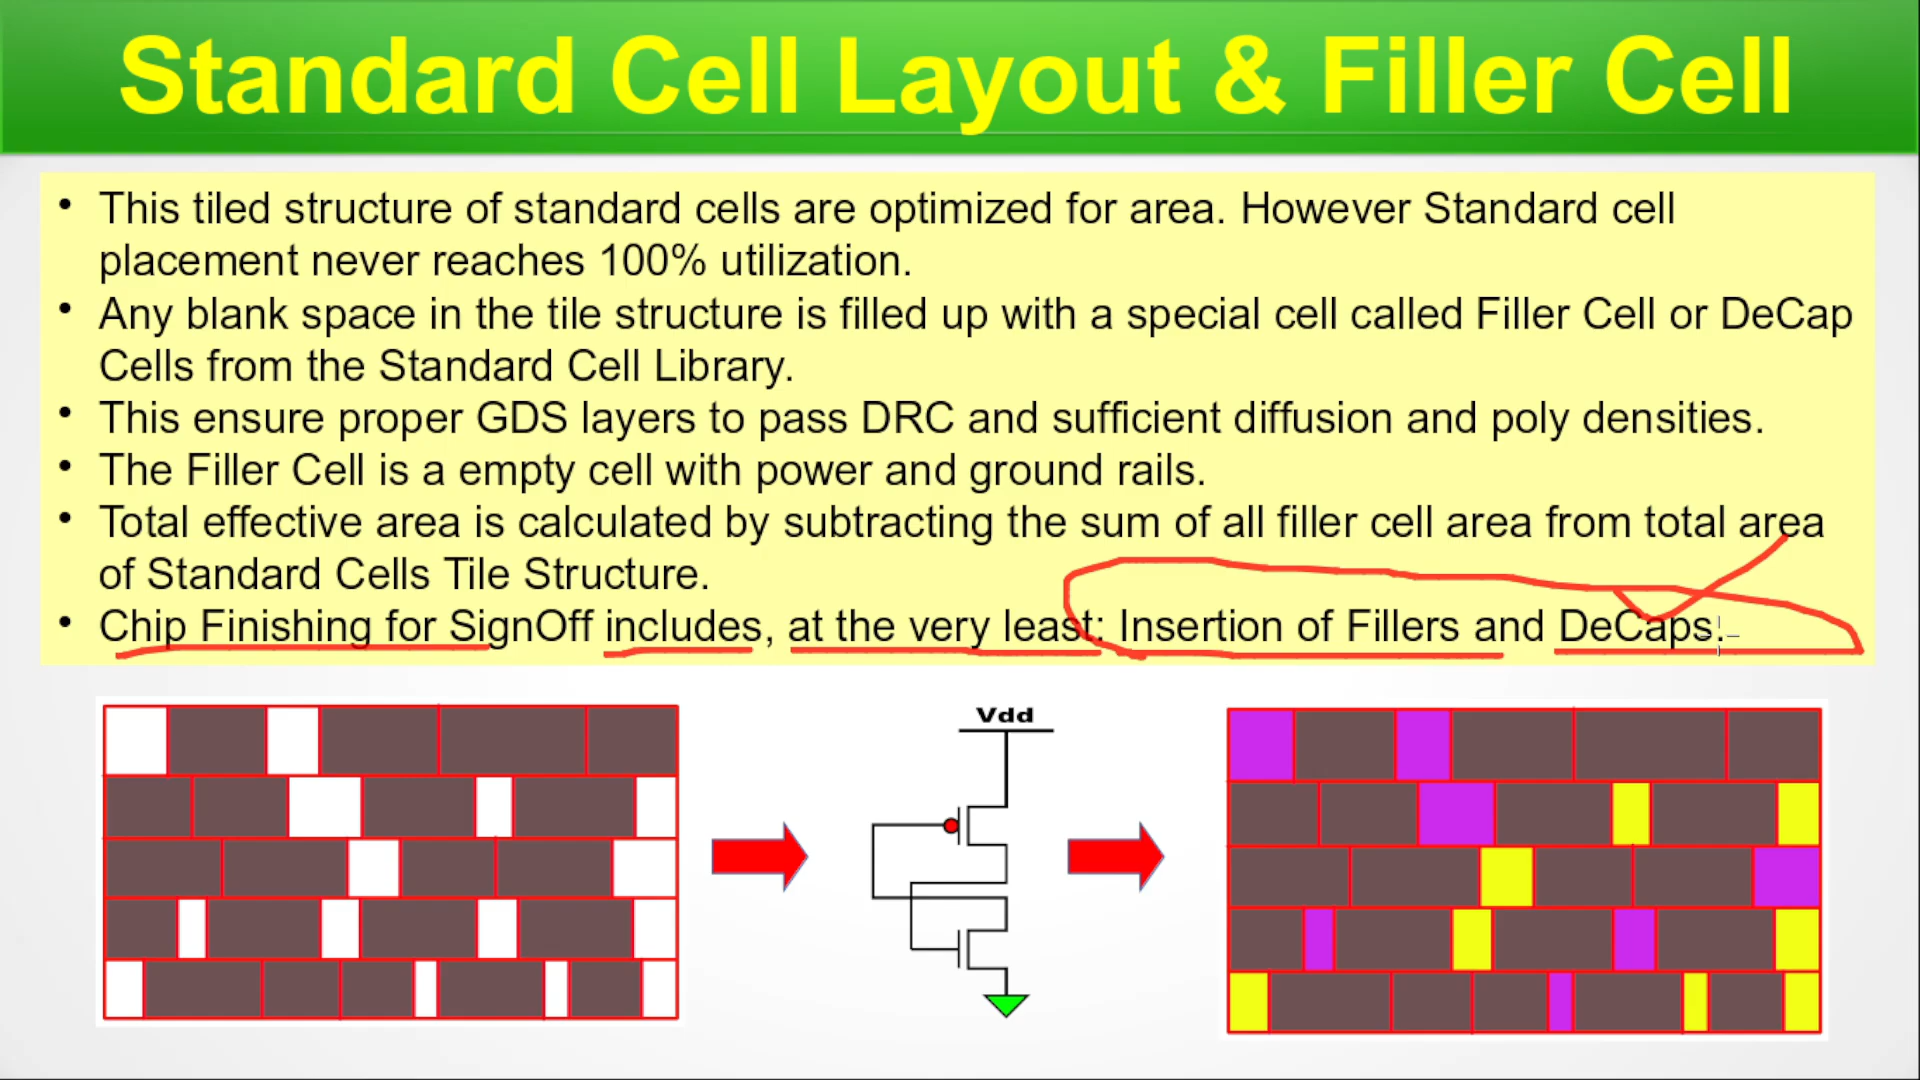 Standard Cell Layout & Filler Cell
• This tiled structure of standard cells are optimized for area. However Standard cell
placement never reaches 100% utilization.
• Any blank space in the tile structure is filled up with a special cell called Filler Cell or DeCap
Cells from the Standard Cell Library.
• This ensure proper GDS layers to pass DRC and sufficient diffusion and poly densities.
• The Filler Cell is a empty cell with power and ground rails.
• Total effective area is calculated by subtracting the sum of all filler cell area from total area
of Standard Cells Tile Structure.
• Chip Finishing for SignOff includes, at the very least: Insertion of Fillers and DeCaps.
Vdd